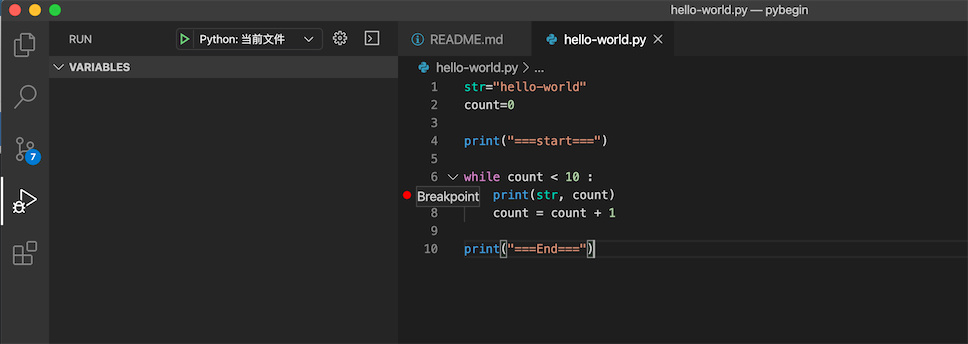 hello-world.py — pybegin
RUN
Python: 当前文件
README.md
hello-world.py
VARIABLES
hello-world.py > ...
1 str="hello-world"
2 count=0
3
4 print("===start===")
5
6 while count < 10 :
Breakpoint print(str, count)
8 count = count + 1
9
10 print("===End===")
7